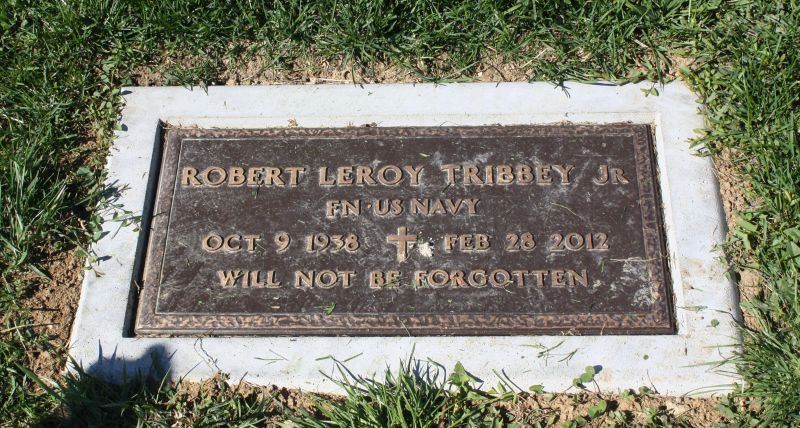 ROBERT LEROY TRIBBEY JR
FN · US NAVY
OCT 9 1938 FEB 28 2012
WILL NOT BE FORGOTTEN